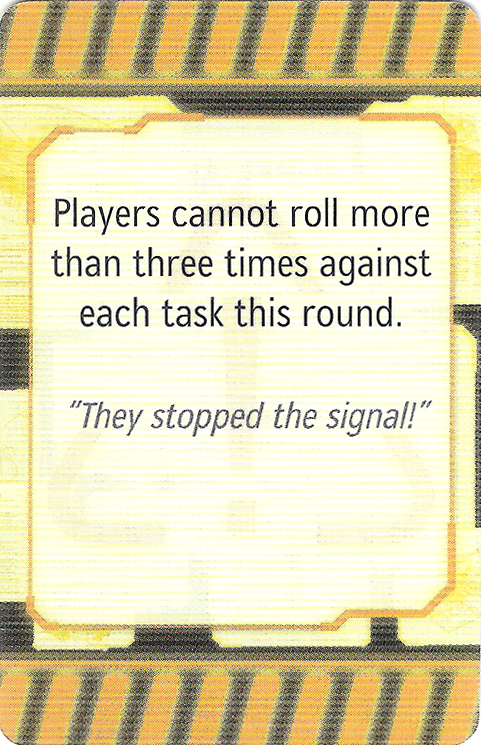 Players cannot roll more
than three times against
each task this round.
"They stopped the signal!"